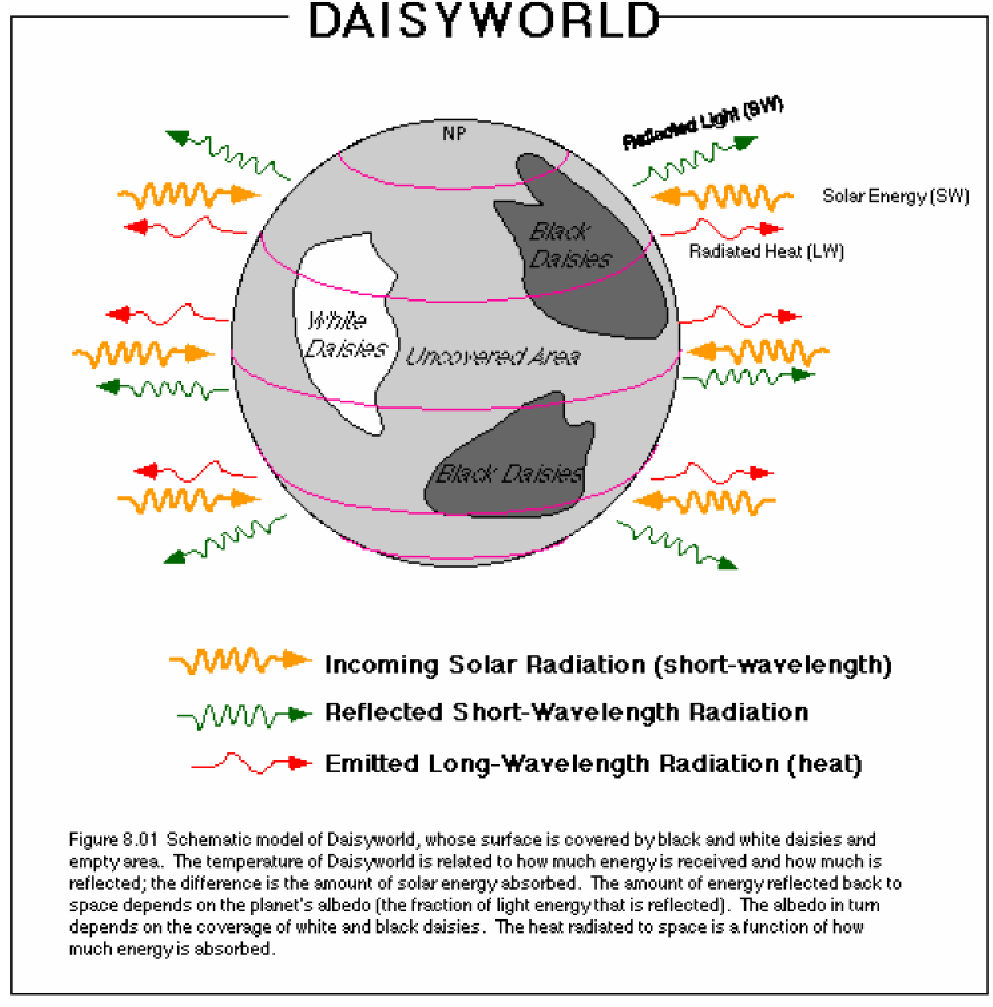 DAISYWORLD
NP
Reflected Light (SW)
Solar Energy (SW)
Radiated Heat (LW)
Black
Daisies
White
Daisies
Uncovered Area
Black Daisies
Incoming Solar Radiation (short-wavelength)
Reflected Short-Wavelength Radiation
Emitted Long-Wavelength Radiation (heat)
Figure 8.01 Schematic model of Daisyworld, whose surface is covered by black and white daisies and
empty area. The temperature of Daisyworld is related to how much energy is received and how much is
reflected; the difference is the amount of solar energy absorbed. The amount of energy reflected back to
space depends on the planet's albedo (the fraction of light energy that is reflected). The albedo in turn
depends on the coverage of white and black daisies. The heat radiated to space is a function of how
much energy is absorbed.